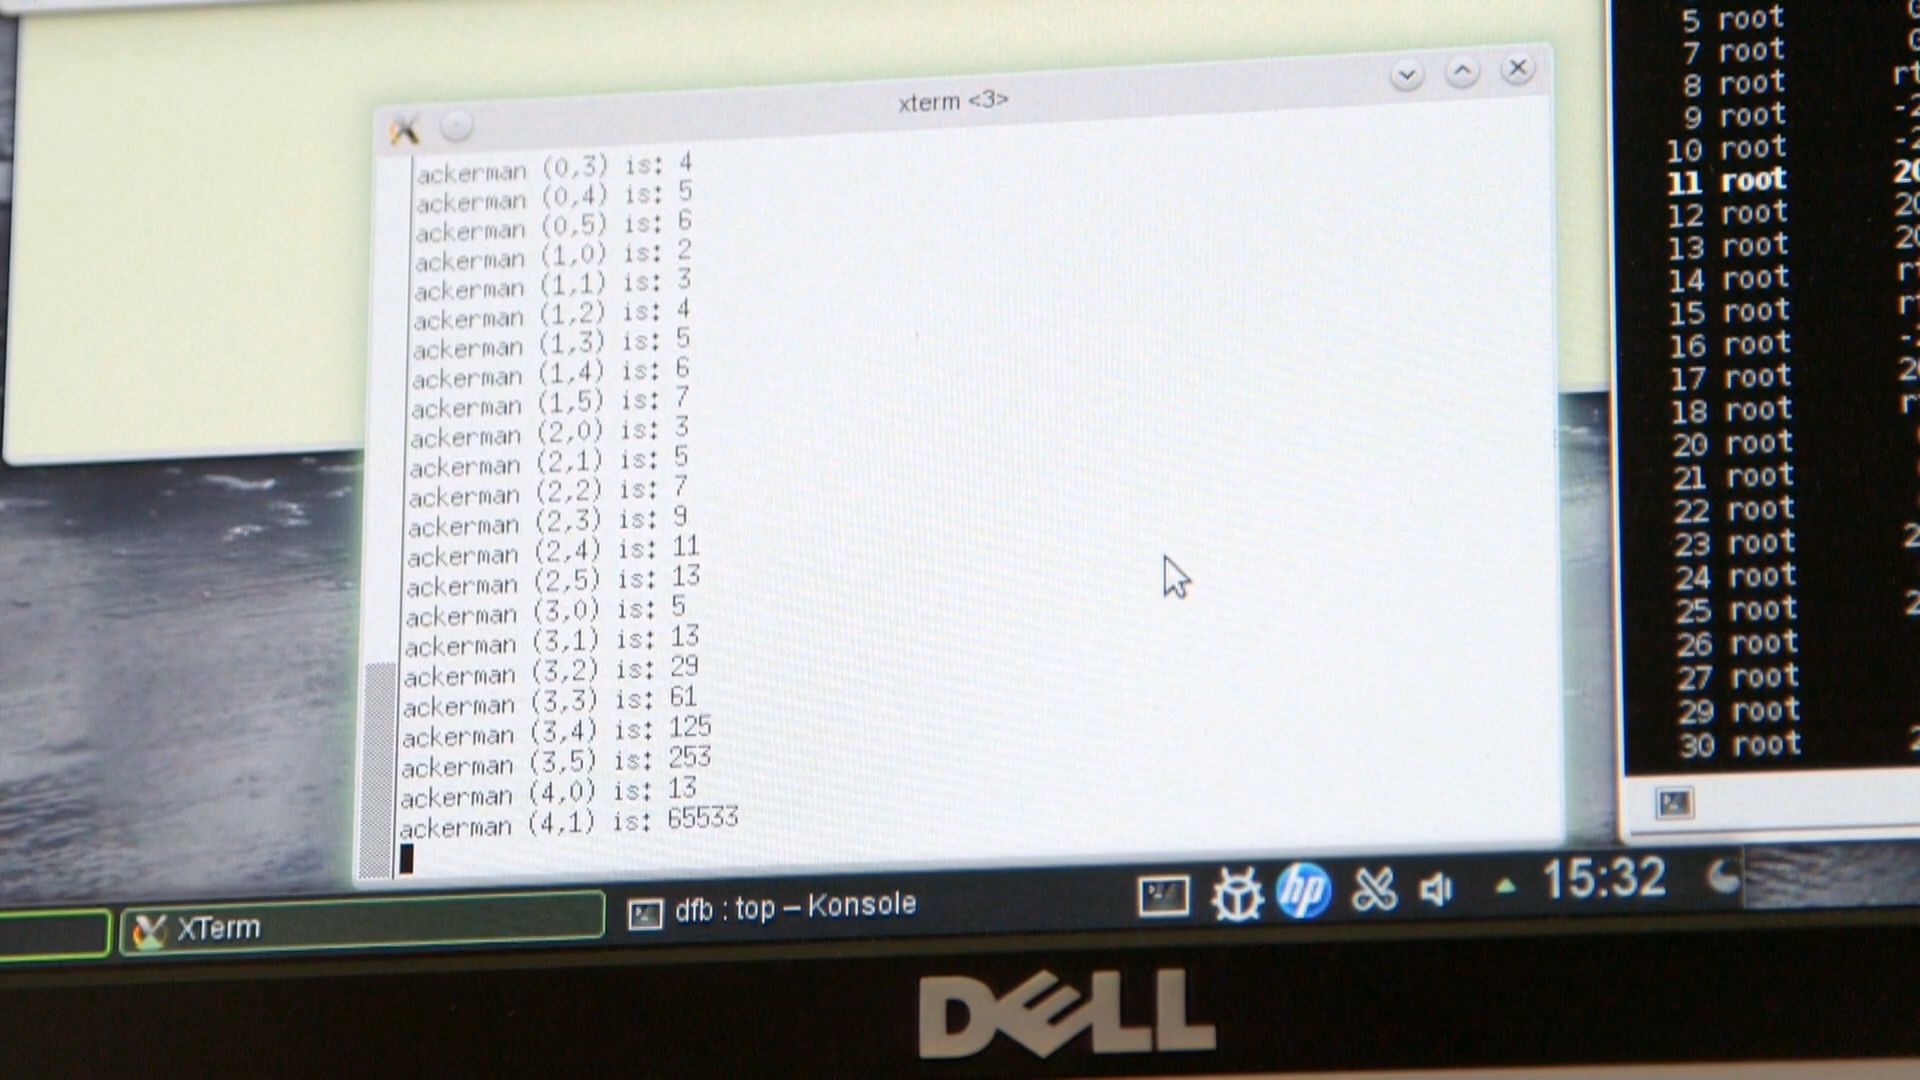 xterm <3>
ackerman (0,3) is: 4
ackerman (0,4) is: 5
ackerman (0,5) is: 6
ackerman (1,0) is: 2
ackerman (1,1) is: 3
ackerman (1,2) is: 4
ackerman (1,3) is: 5
ackerman (1,4) is: 6
ackerman (1,5) is: 7
ackerman (2,0) is: 3
ackerman (2,1) is: 5
ackerman (2,2) is: 7
ackerman (2,3) is: 9
ackerman (2,4) is: 11
ackerman (2,5) is: 13
ackerman (3,0) is: 5
ackerman (3,1) is: 13
ackerman (3,2) is: 29
ackerman (3,3) is: 61
ackerman (3,4) is: 125
ackerman (3,5) is: 253
ackerman (4,0) is: 13
ackerman (4,1) is: 65533
5 root
7 root
8 root
9 root
10 root
11 root
12 root
13 root
14 root
15 root
16 root
17 root
18 root
20 root
21 root
22 root
23 root
24 root
25 root
26 root
27 root
29 root
30 root
XTerm
dfb : top – Konsole
hp
15:32
DELL